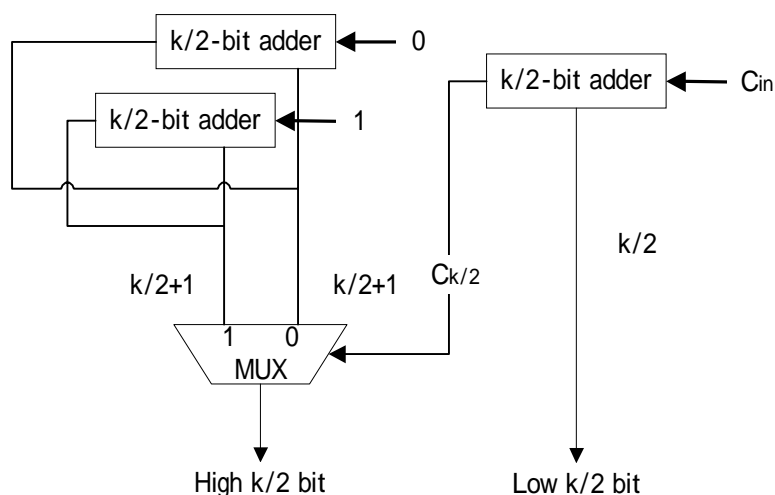 k/2-bit adder
0
k/2-bit adder
Cin
k/2-bit adder
1
k/2
k/2+1
k/2+1
Ck/2
1
0
MUX
High k/2 bit
Low k/2 bit